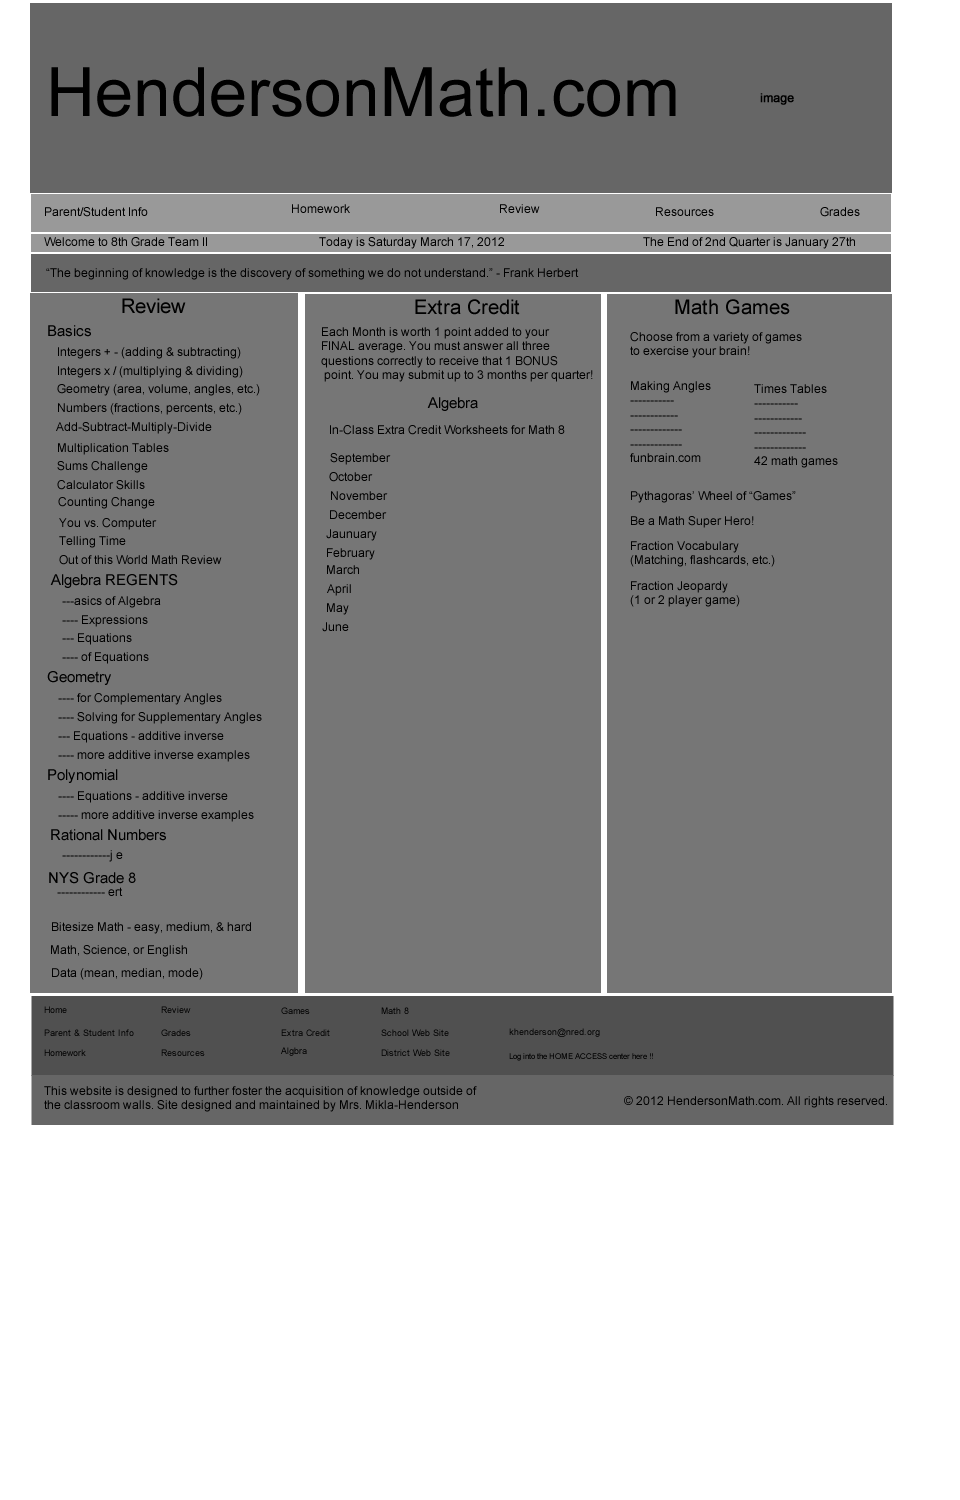 HendersonMath.com
image
Parent/Student Info
Homework
Review
Resources
Grades
Welcome to 8th Grade Team II
Today is Saturday March 17, 2012
The End of 2nd Quarter is January 27th
“The beginning of knowledge is the discovery of something we do not understand.” - Frank Herbert
Review
Basics
Integers + - (adding & subtracting)
Integers x / (multiplying & dividing)
Geometry (area, volume, angles, etc.)
Numbers (fractions, percents, etc.)
Add-Subtract-Multiply-Divide
Multiplication Tables
Sums Challenge
Calculator Skills
Counting Change
You vs. Computer
Telling Time
Out of this World Math Review
Algebra REGENTS
---asics of Algebra
---- Expressions
--- Equations
---- of Equations
Geometry
---- for Complementary Angles
---- Solving for Supplementary Angles
--- Equations - additive inverse
---- more additive inverse examples
Polynomial
---- Equations - additive inverse
----- more additive inverse examples
Rational Numbers
------------j e
NYS Grade 8
------------ ert
Bitesize Math - easy, medium, & hard
Math, Science, or English
Data (mean, median, mode)
Extra Credit
Each Month is worth 1 point added to your
FINAL average. You must answer all three
questions correctly to receive that 1 BONUS
point. You may submit up to 3 months per quarter!
Algebra
In-Class Extra Credit Worksheets for Math 8
September
October
November
December
Jaunuary
February
March
April
May
June
Math Games
Choose from a variety of games
to exercise your brain!
Making Angles
-----------
------------
-------------
-------------
funbrain.com
Times Tables
-----------
------------
-------------
-------------
42 math games
Pythagoras’ Wheel of “Games”
Be a Math Super Hero!
Fraction Vocabulary
(Matching, flashcards, etc.)
Fraction Jeopardy
(1 or 2 player game)
Home
Review
Games
Math 8
Parent & Student Info
Grades
Extra Credit
School Web Site
khenderson@nred.org
Homework
Resources
Algbra
District Web Site
Log into the HOME ACCESS center here !!
This website is designed to further foster the acquisition of knowledge outside of
the classroom walls. Site designed and maintained by Mrs. Mikla-Henderson
© 2012 HendersonMath.com. All rights reserved.